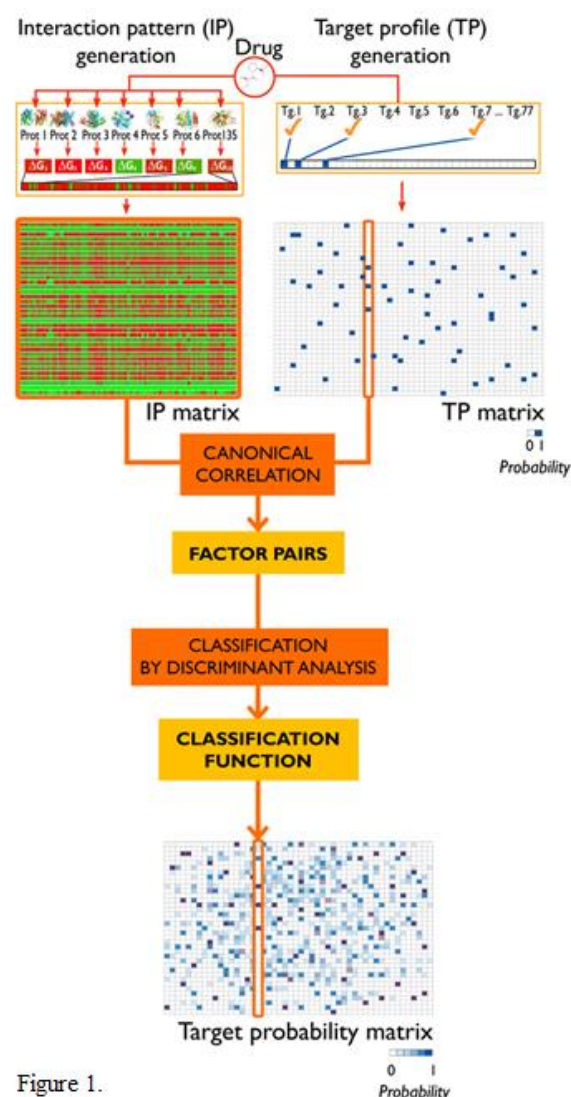 Interaction pattern (IP)
generation
Drug
Target profile (TP)
generation
Prot 1 Prot 2 Prot 3 Prot 4 Prot 5 Prot 6 Prot135
Tg.1 Tg.2 Tg.3 Tg.4 Tg.5 Tg.6 Tg.7 ... Tg.77
IP matrix
TP matrix
0 1
Probability
CANONICAL
CORRELATION
FACTOR PAIRS
CLASSIFICATION
BY DISCRIMINANT ANALYSIS
CLASSIFICATION
FUNCTION
Target probability matrix
0 1
Probability
Figure 1.